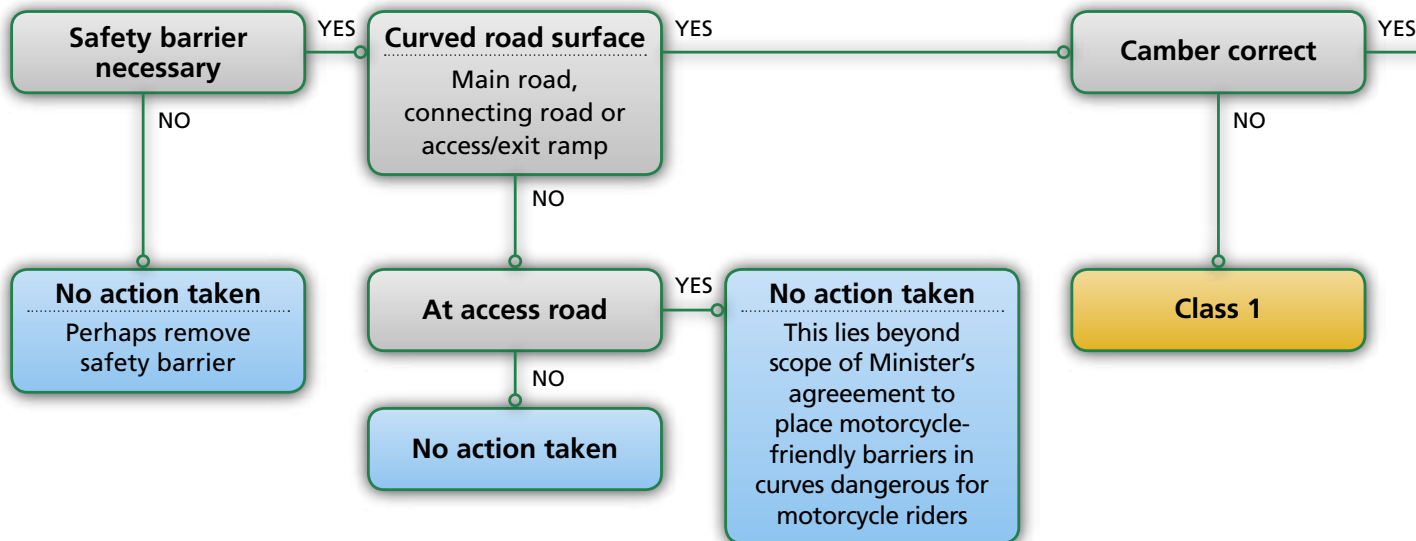 Safety barrier
necessary
YES
Curved road surface
Main road,
connecting road or
access/exit ramp
YES
Camber correct
YES
NO
NO
NO
No action taken
Perhaps remove
safety barrier
At access road
YES
No action taken
This lies beyond
scope of Minister’s
agreeement to
place motorcycle-
friendly barriers in
curves dangerous for
motorcycle riders
Class 1
NO
No action taken